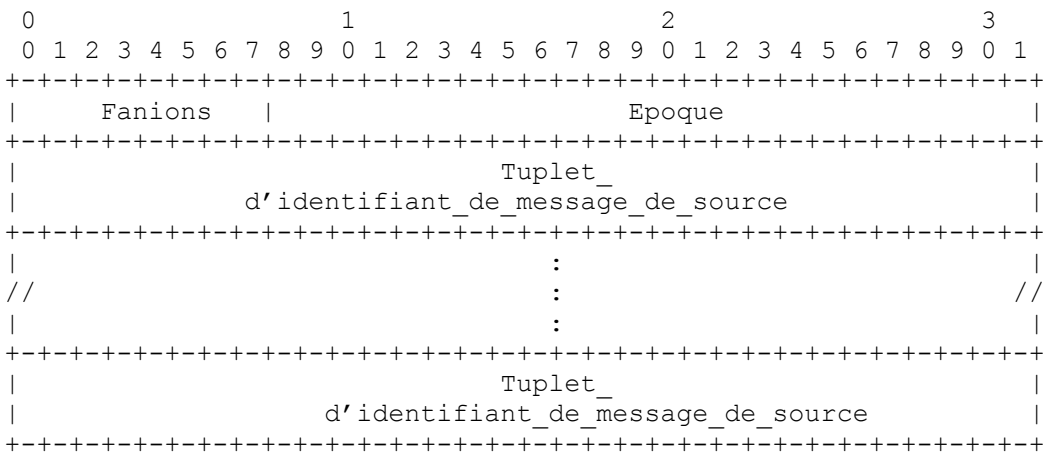 0                   1                   2                   3
 0 1 2 3 4 5 6 7 8 9 0 1 2 3 4 5 6 7 8 9 0 1 2 3 4 5 6 7 8 9 0 1
+-+-+-+-+-+-+-+-+-+-+-+-+-+-+-+-+-+-+-+-+-+-+-+-+-+-+-+-+-+-+-+-+
|     Fanions   |                      Epoque                   |
+-+-+-+-+-+-+-+-+-+-+-+-+-+-+-+-+-+-+-+-+-+-+-+-+-+-+-+-+-+-+-+-+
|                              Tuplet_                          |
|              d’identifiant_de_message_de_source               |
+-+-+-+-+-+-+-+-+-+-+-+-+-+-+-+-+-+-+-+-+-+-+-+-+-+-+-+-+-+-+-+-+
|                                 :                             |
//                                :                            //
|                                 :                             |
+-+-+-+-+-+-+-+-+-+-+-+-+-+-+-+-+-+-+-+-+-+-+-+-+-+-+-+-+-+-+-+-+
|                              Tuplet_                          |
|                   d’identifiant_de_message_de_source          |
+-+-+-+-+-+-+-+-+-+-+-+-+-+-+-+-+-+-+-+-+-+-+-+-+-+-+-+-+-+-+-+-+